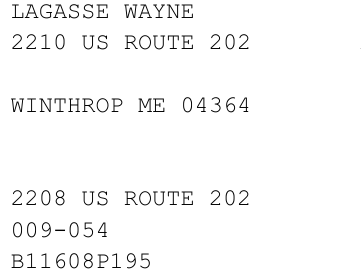 LAGASSE WAYNE
2210 US ROUTE 202
WINTHROP ME 04364
2208 US ROUTE 202
009-054
B11608P195